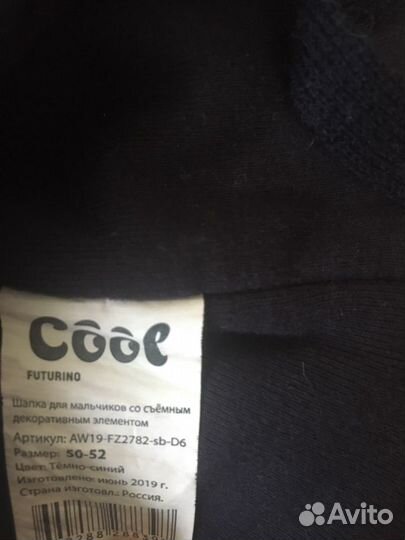 Cool
FUTURINO
Шапка для мальчиков со съёмным
декоративным элементом
Артикул: AW19-FZ2782-sb-D6
Размер: 50-52
Цвет: Тёмно-синий
Изготовлено: июнь 2019 г.
Страна изготовл.: Россия.
Avito